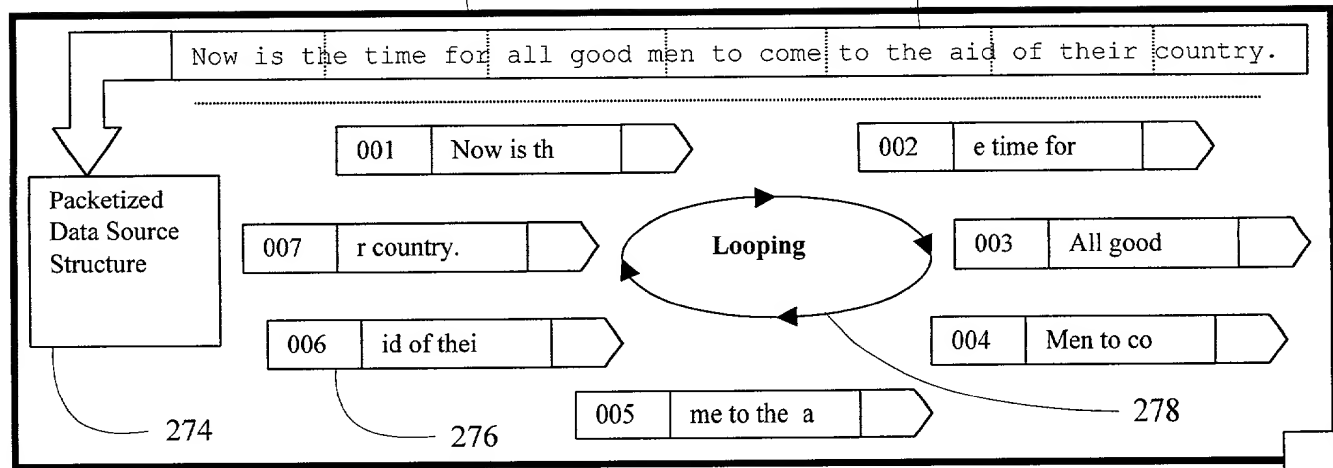 Now is the time for all good men to come to the aid of their country.
001 Now is th
002 e time for
Packetized
Data Source
Structure
007 r country.
Looping
003 All good
006 id of thei
004 Men to co
005 me to the a
274
276
278